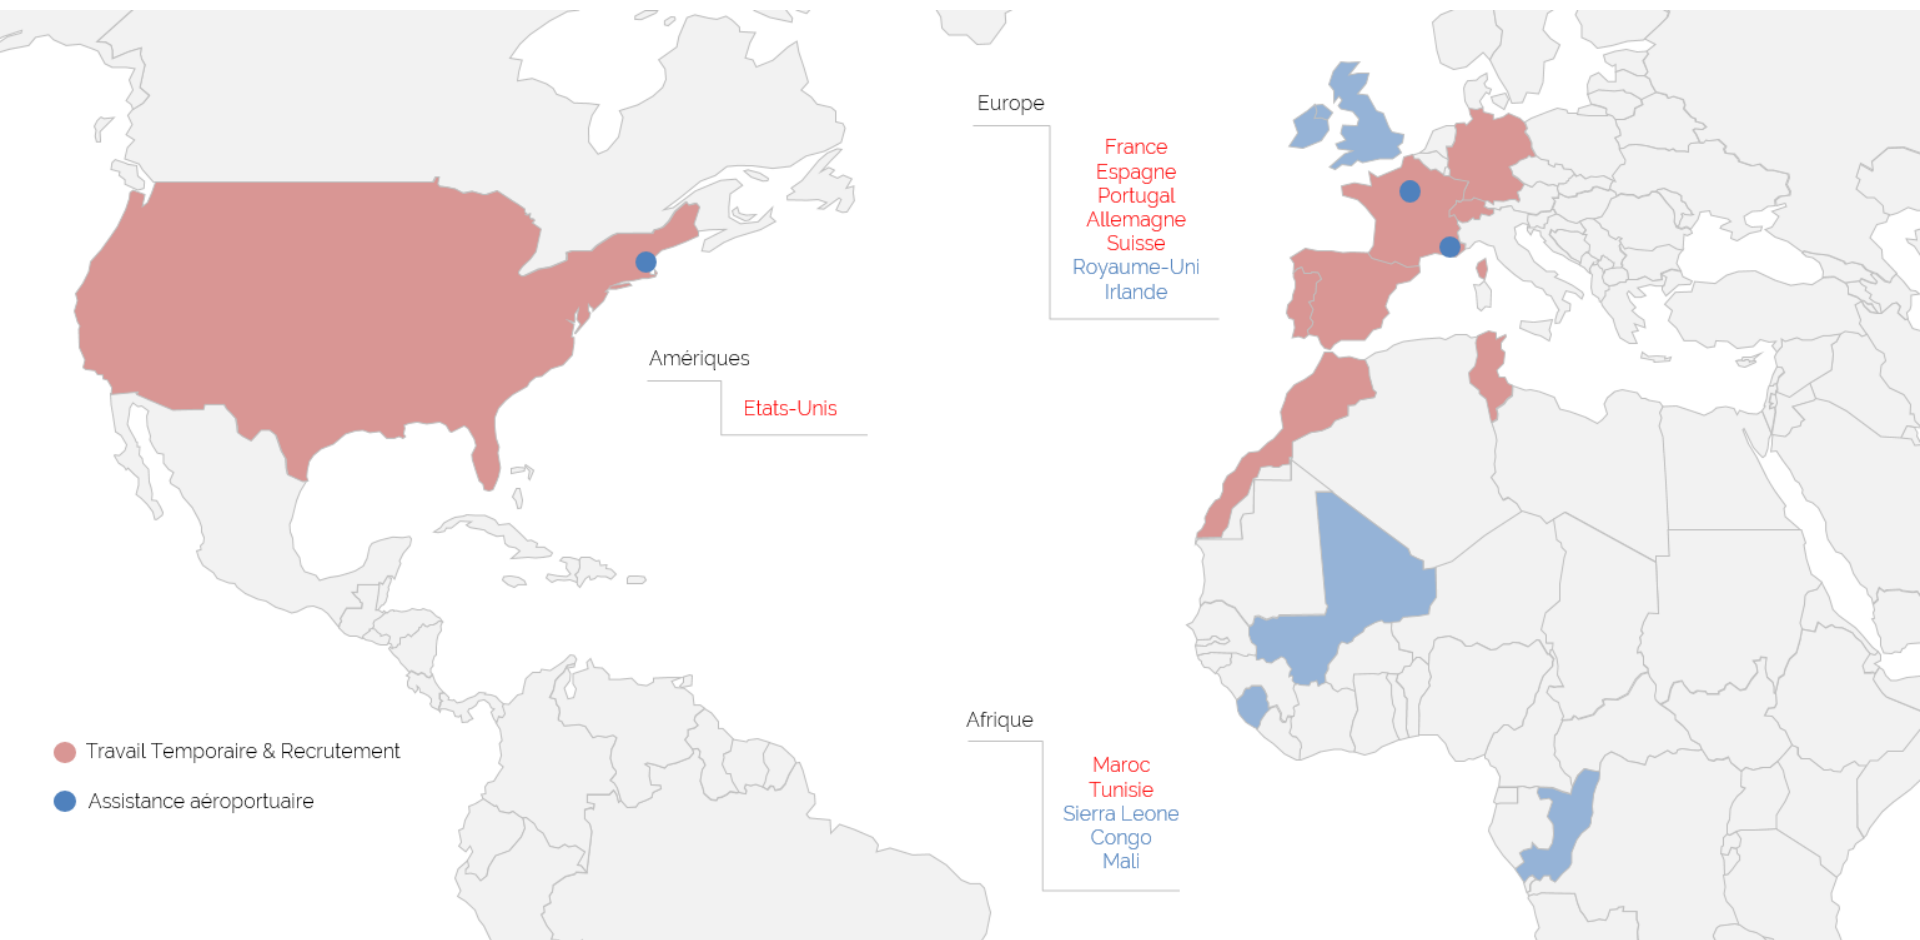 Europe
France
Espagne
Portugal
Allemagne
Suisse
Royaume-Uni
Irlande
Amériques
Etats-Unis
Afrique
Maroc
Tunisie
Sierra Leone
Congo
Mali
Travail Temporaire & Recrutement
Assistance aéroportuaire